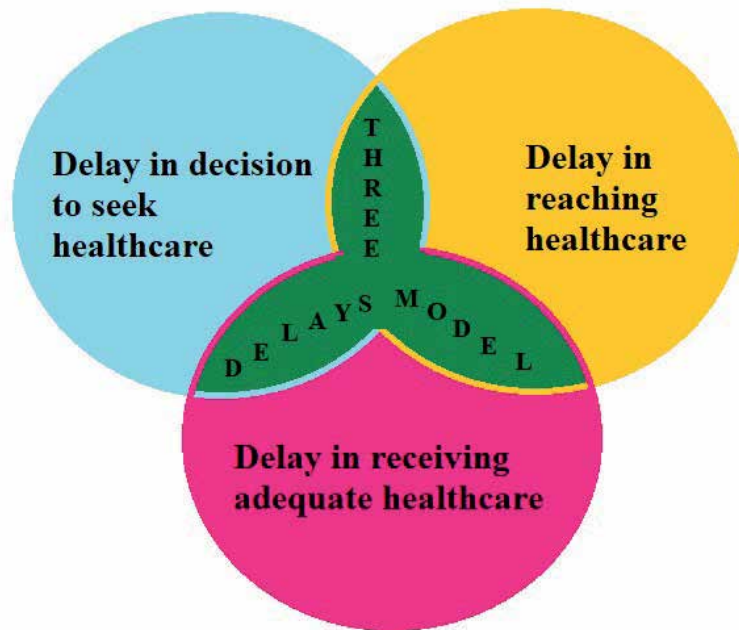 Delay in decision
to seek
healthcare
Delay in
reaching
healthcare
THREE
DELAYS MODEL
Delay in receiving
adequate healthcare